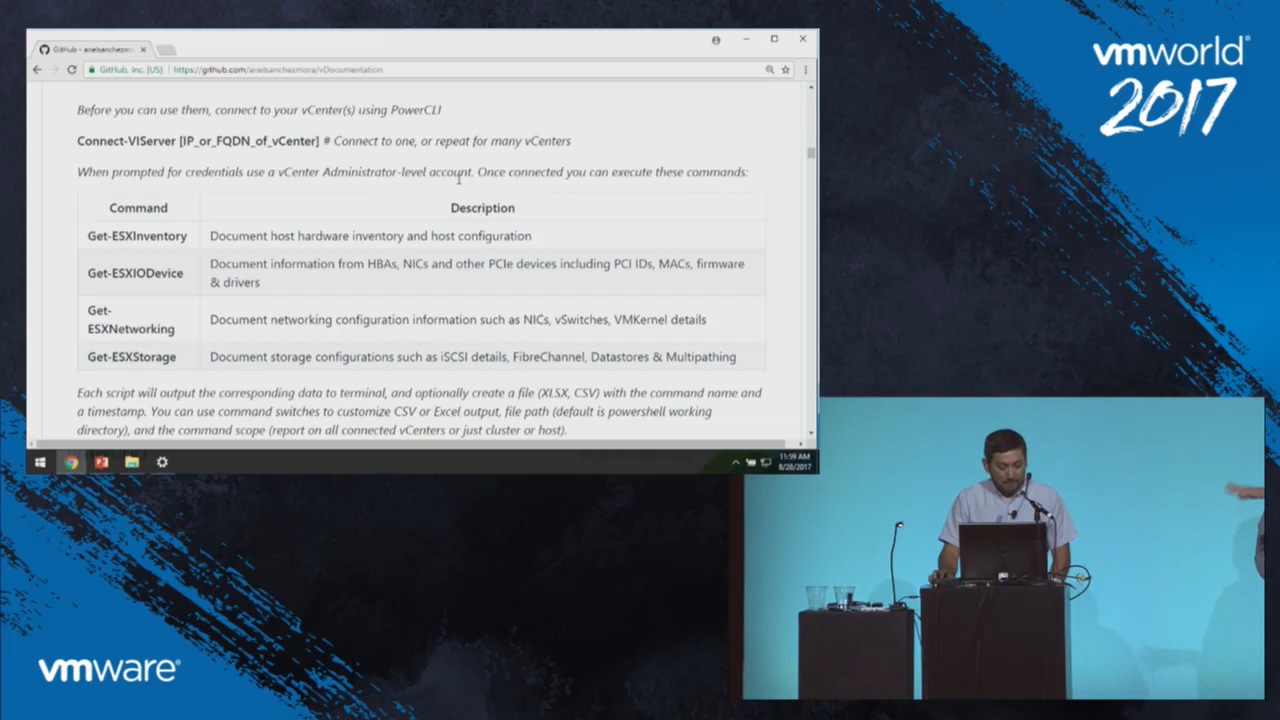 GitHub - arielsanchezmo
GitHub, Inc. [US] https://github.com/arielsanchezmora/vDocumentation
Before you can use them, connect to your vCenter(s) using PowerCLI
Connect-VIServer [IP_or_FQDN_of_vCenter] # Connect to one, or repeat for many vCenters
When prompted for credentials use a vCenter Administrator-level account. Once connected you can execute these commands:
Command Description
Get-ESXInventory Document host hardware inventory and host configuration
Get-ESXIODevice Document information from HBAs, NICs and other PCIe devices including PCI IDs, MACs, firmware
& drivers
Get-
ESXNetworking Document networking configuration information such as NICs, vSwitches, VMKernel details
Get-ESXStorage Document storage configurations such as iSCSI details, FibreChannel, Datastores & Multipathing
Each script will output the corresponding data to terminal, and optionally create a file (XLSX, CSV) with the command name and
a timestamp. You can use command switches to customize CSV or Excel output, file path (default is powershell working
directory), and the command scope (report on all connected vCenters or just cluster or host).
11:59 AM
8/28/2017
vmworld®
2017
vmware®